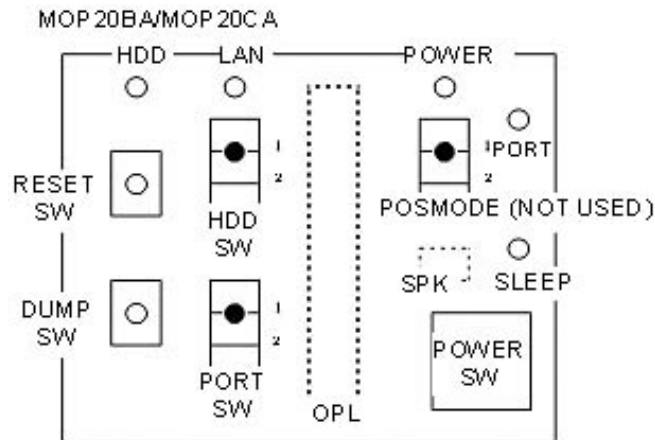 MOP20BA/MOP20CA
HDD LAN POWER
1
2
1
2
PORT
RESET SW
HDD SW
POSMODE (NOT USED)
SPK
SLEEP
DUMP SW
1
2
PORT SW
OPL
POWER SW